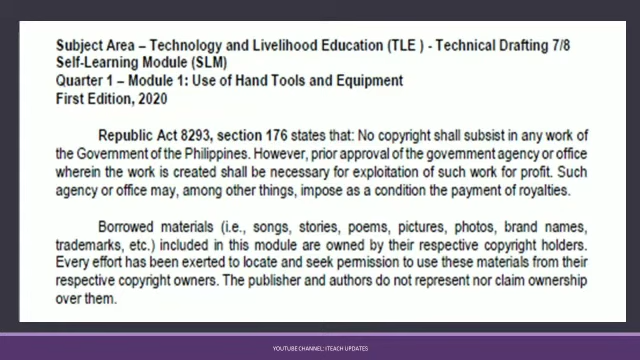 Subject Area – Technology and Livelihood Education (TLE ) - Technical Drafting 7/8
Self-Learning Module (SLM)
Quarter 1 – Module 1: Use of Hand Tools and Equipment
First Edition, 2020
Republic Act 8293, section 176 states that: No copyright shall subsist in any work of
the Government of the Philippines. However, prior approval of the government agency or office
wherein the work is created shall be necessary for exploitation of such work for profit. Such
agency or office may, among other things, impose as a condition the payment of royalties.
Borrowed materials (i.e., songs, stories, poems, pictures, photos, brand names,
trademarks, etc.) included in this module are owned by their respective copyright holders.
Every effort has been exerted to locate and seek permission to use these materials from their
respective copyright owners. The publisher and authors do not represent nor claim ownership
over them.
YOUTUBE CHANNEL: ITEACH UPDATES